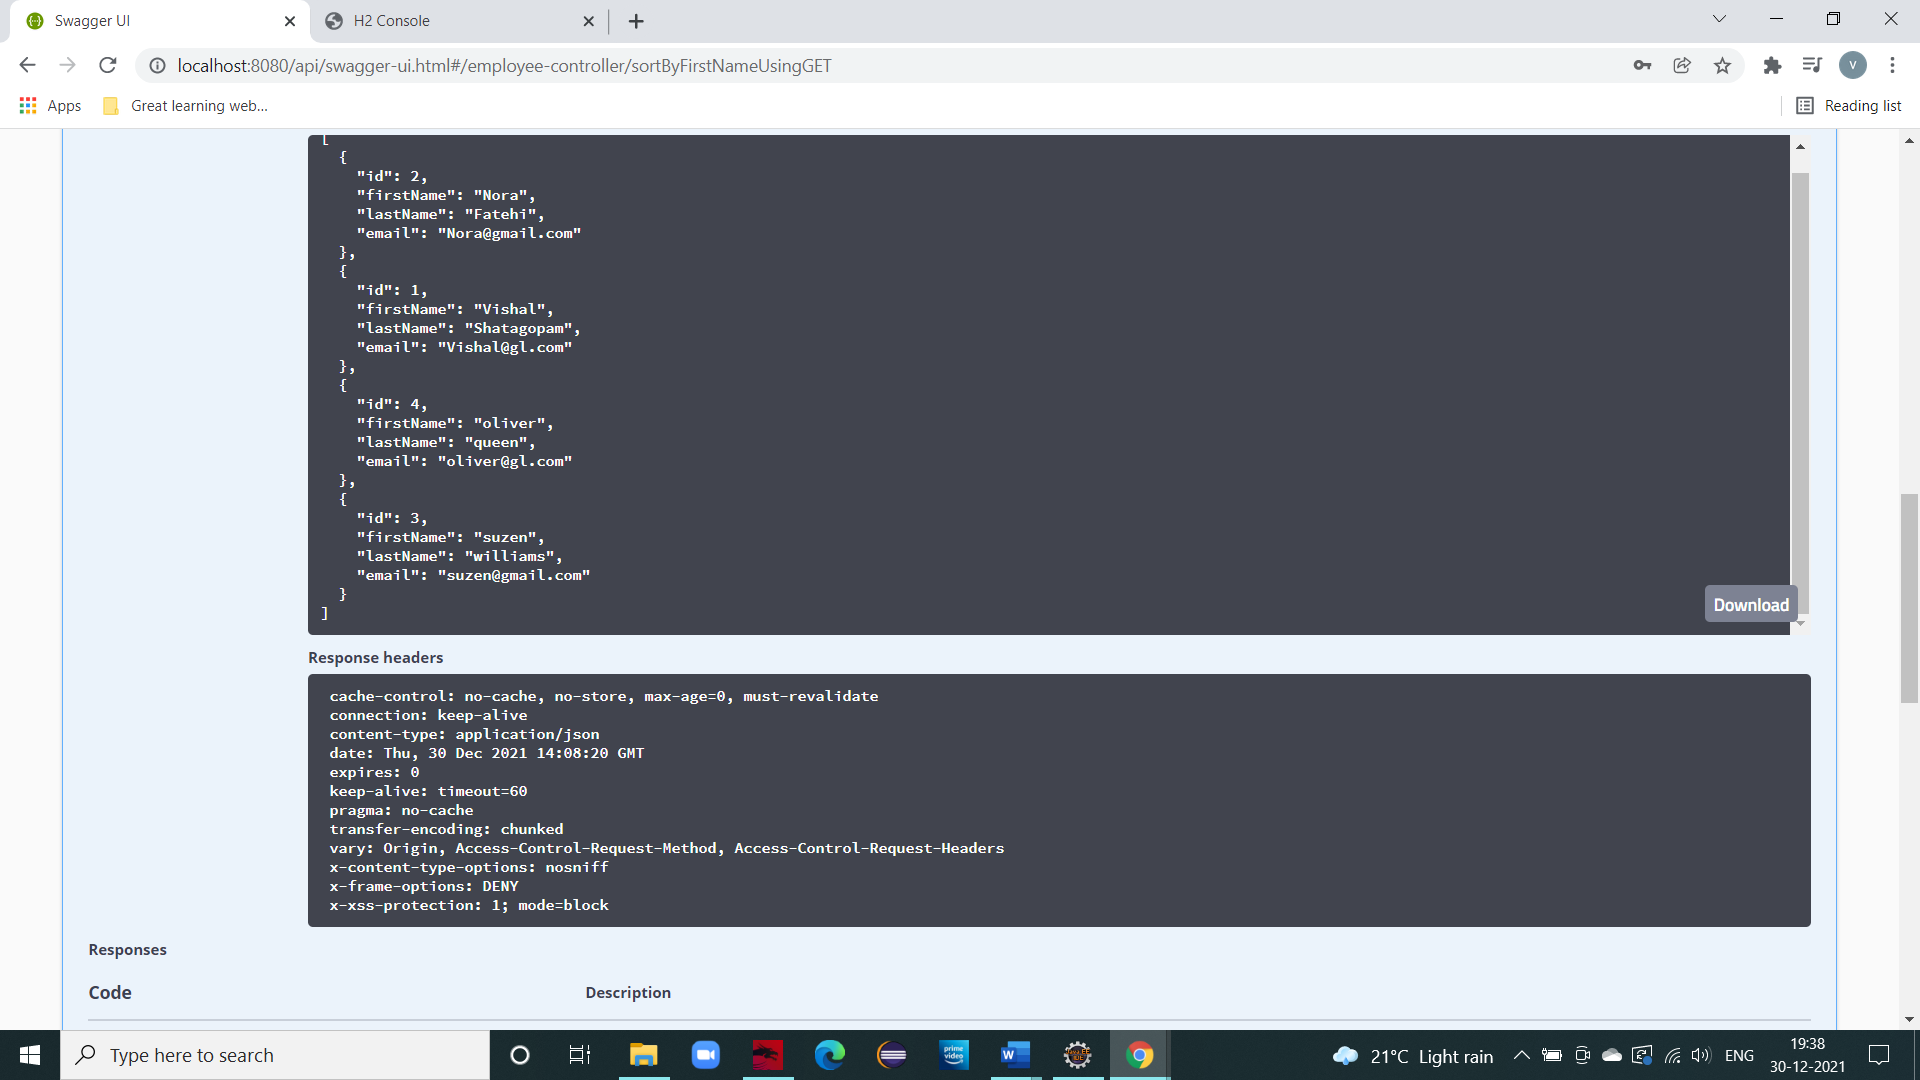 Swagger UI
H2 Console
localhost:8080/api/swagger-ui.html#/employee-controller/sortByFirstNameUsingGET
V
Apps
Great learning web...
Reading list
[
{
"id": 2,
"firstName": "Nora",
"lastName": "Fatehi",
"email": "Nora@gmail.com"
},
{
"id": 1,
"firstName": "Vishal",
"lastName": "Shatagopam",
"email": "Vishal@gl.com"
},
{
"id": 4,
"firstName": "oliver",
"lastName": "queen",
"email": "oliver@gl.com"
},
{
"id": 3,
"firstName": "suzen",
"lastName": "williams",
"email": "suzen@gmail.com"
}
]
Download
Response headers
cache-control: no-cache, no-store, max-age=0, must-revalidate
connection: keep-alive
content-type: application/json
date: Thu, 30 Dec 2021 14:08:20 GMT
expires: 0
keep-alive: timeout=60
pragma: no-cache
transfer-encoding: chunked
vary: Origin, Access-Control-Request-Method, Access-Control-Request-Headers
x-content-type-options: nosniff
x-frame-options: DENY
x-xss-protection: 1; mode=block
Responses
Code
Description
Type here to search
prime video
W
21°C Light rain
ENG
19:38
30-12-2021